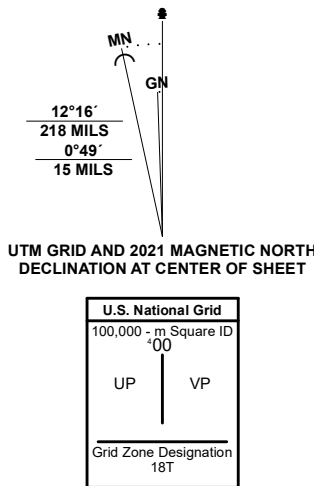 MN
GN
12°16´
218 MILS
0°49´
15 MILS
UTM GRID AND 2021 MAGNETIC NORTH
DECLINATION AT CENTER OF SHEET
U.S. National Grid
100,000 - m Square ID
⁴00
UP VP
Grid Zone Designation
18T